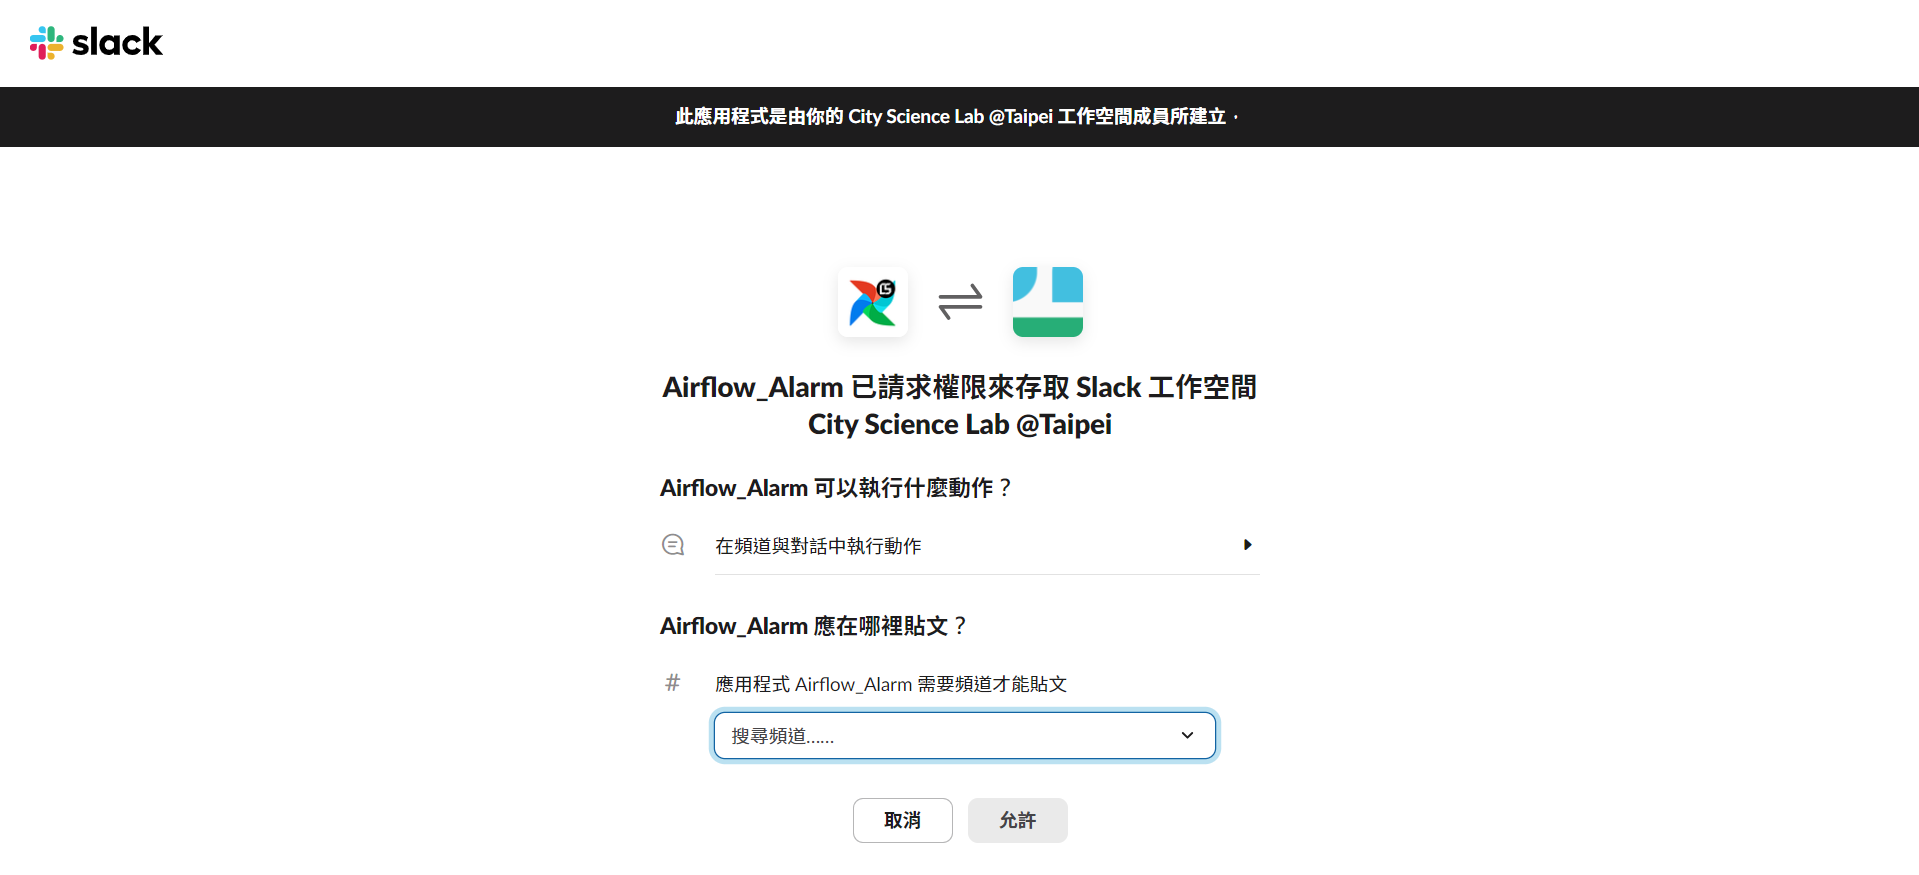 slack
此應用程式是由你的 City Science Lab @Taipei 工作空間成員所建立。
Airflow_Alarm 已請求權限來存取 Slack 工作空間
City Science Lab @Taipei
Airflow_Alarm 可以執行什麼動作？
在頻道與對話中執行動作
Airflow_Alarm 應在哪裡貼文？
# 應用程式 Airflow_Alarm 需要頻道才能貼文
搜尋頻道……
取消 允許